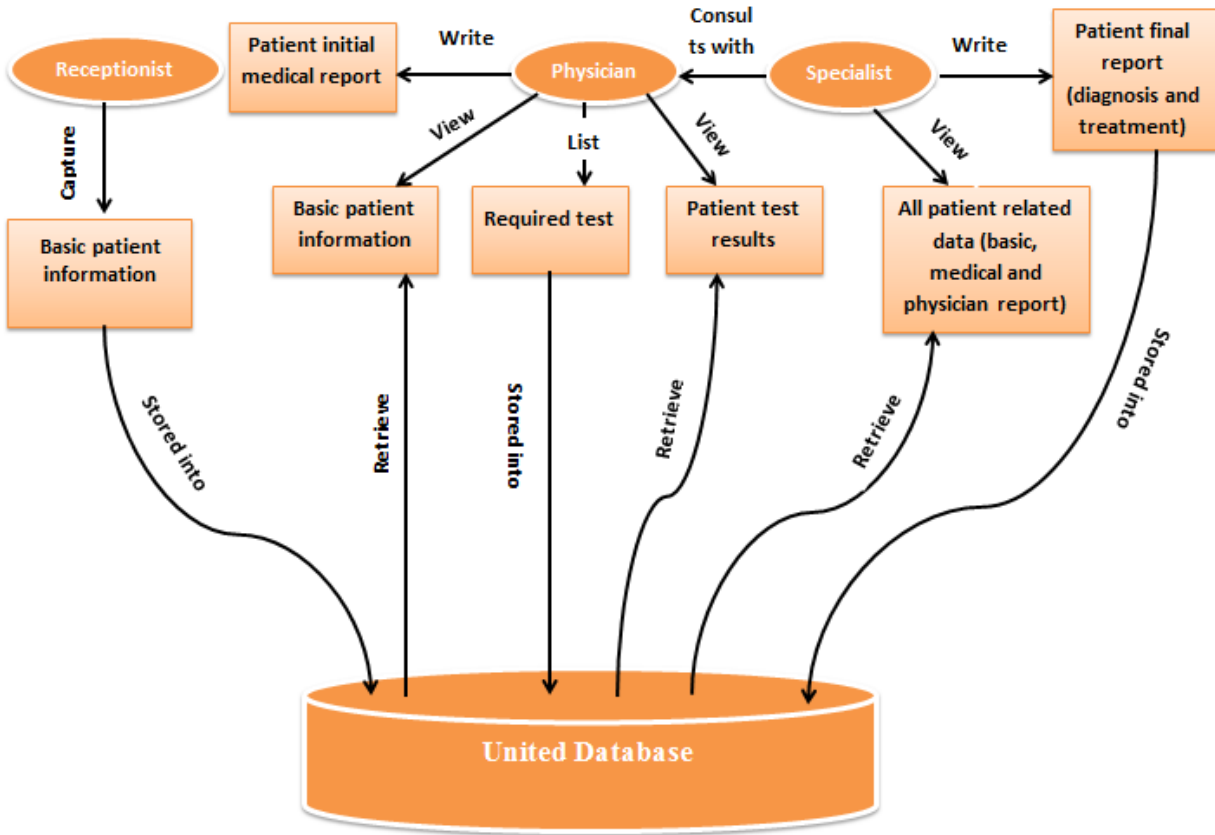 Consul
ts with
Receptionist
Patient initial
medical report
Write
Physician
Specialist
Write
Patient final
report
(diagnosis and
treatment)
Capture
View
List
View
View
Basic patient
information
Basic patient
information
Required test
Patient test
results
All patient related
data (basic,
medical and
physician report)
Stored into
Retrieve
Stored into
Retrieve
Retrieve
Stored into
United Database